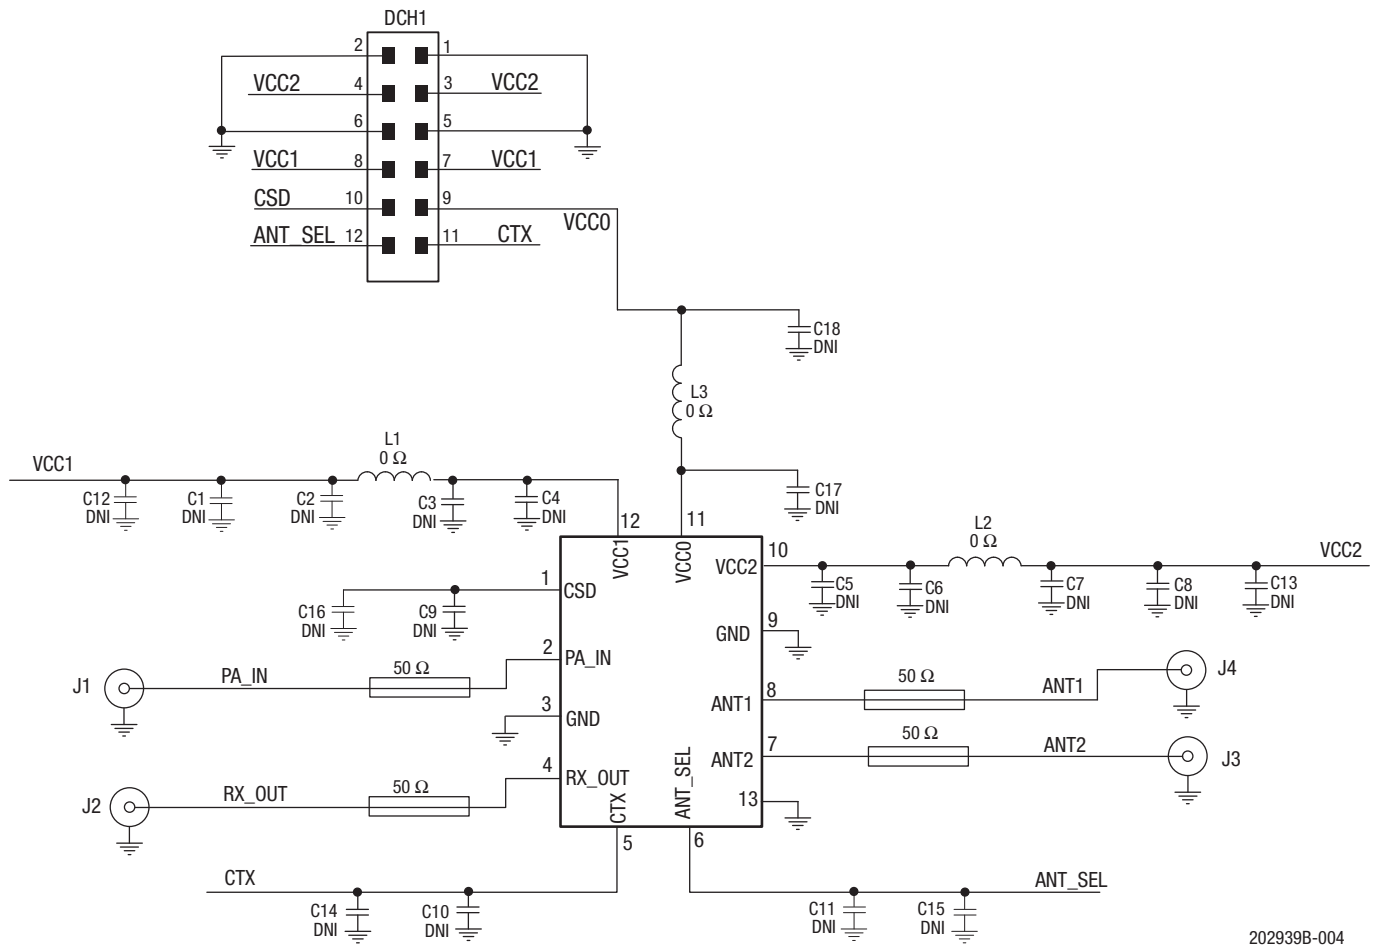 DCH1
2 1
VCC2 4 3 VCC2
6 5
VCC1 8 7 VCC1
CSD 10 9
VCC0
ANT_SEL 12 11 CTX
C18
DNI
L3
0 Ω
L1
0 Ω
VCC1
C12
DNI
C1
DNI
C2
DNI
C3
DNI
C4
DNI
C17
DNI
12 11
VCC1 VCC0
L2
0 Ω
10
VCC2
VCC2
C5
DNI
C6
DNI
C7
DNI
C8
DNI
C13
DNI
1
CSD
C16
DNI
C9
DNI
9
GND
2
PA_IN
J1 PA_IN 50 Ω
8
ANT1
50 Ω ANT1 J4
3
GND
7
ANT2
50 Ω ANT2 J3
4
RX_OUT
J2 RX_OUT 50 Ω
13
CTX ANT_SEL
5 6
CTX
C14
DNI
C10
DNI
ANT_SEL
C11
DNI
C15
DNI
202939B-004